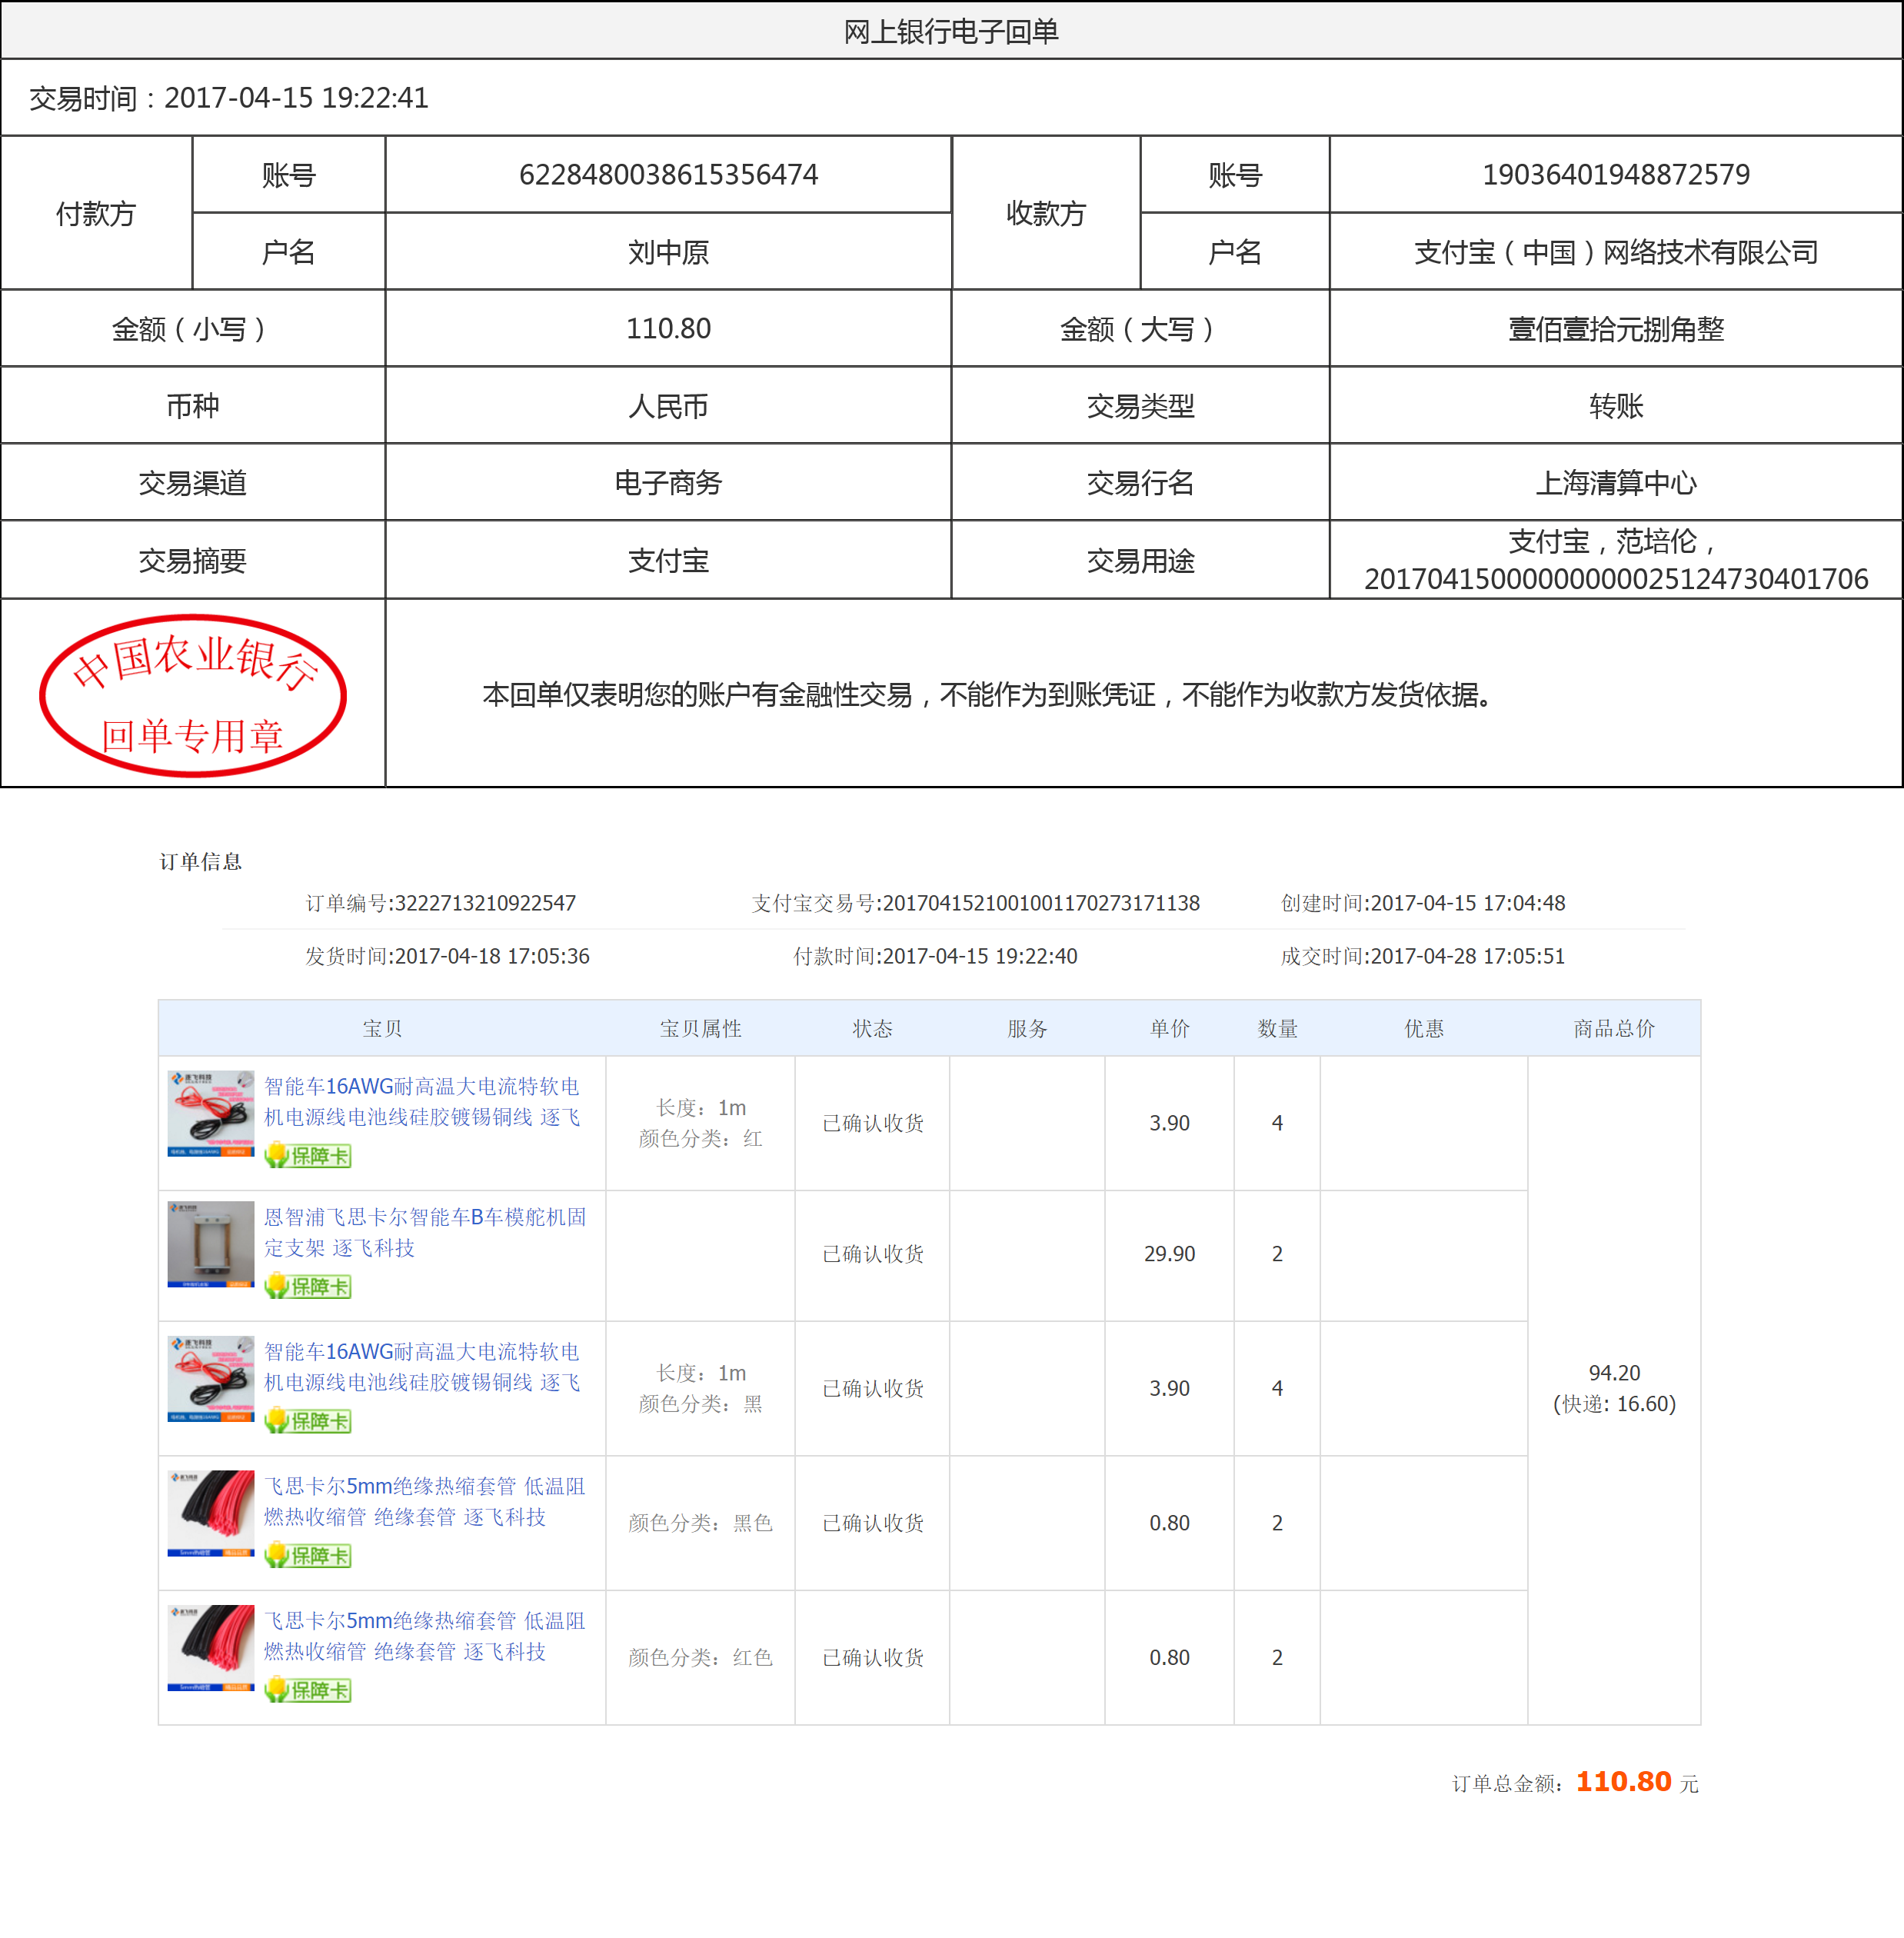 网上银行电子回单
交易时间：2017-04-15 19:22:41
付款方 账号 6228480038615356474 收款方 账号 19036401948872579
户名 刘中原 户名 支付宝（中国）网络技术有限公司
金额（小写） 110.80 金额（大写） 壹佰壹拾元捌角整
币种 人民币 交易类型 转账
交易渠道 电子商务 交易行名 上海清算中心
交易摘要 支付宝 交易用途 支付宝，范培伦，
20170415000000000025124730401706
中国农业银行
回单专用章
本回单仅表明您的账户有金融性交易，不能作为到账凭证，不能作为收款方发货依据。
订单信息
订单编号:3222713210922547 支付宝交易号:2017041521001001170273171138 创建时间:2017-04-15 17:04:48
发货时间:2017-04-18 17:05:36 付款时间:2017-04-15 19:22:40 成交时间:2017-04-28 17:05:51
宝贝 宝贝属性 状态 服务 单价 数量 优惠 商品总价
智能车16AWG耐高温大电流特软电
机电源线电池线硅胶镀锡铜线 逐飞
保障卡
长度：1m
颜色分类：红
已确认收货 3.90 4
恩智浦飞思卡尔智能车B车模舵机固
定支架 逐飞科技
保障卡
已确认收货 29.90 2
智能车16AWG耐高温大电流特软电
机电源线电池线硅胶镀锡铜线 逐飞
保障卡
长度：1m
颜色分类：黑
已确认收货 3.90 4
94.20
(快递: 16.60)
飞思卡尔5mm绝缘热缩套管 低温阻
燃热收缩管 绝缘套管 逐飞科技
保障卡
颜色分类：黑色 已确认收货 0.80 2
飞思卡尔5mm绝缘热缩套管 低温阻
燃热收缩管 绝缘套管 逐飞科技
保障卡
颜色分类：红色 已确认收货 0.80 2
订单总金额：110.80 元